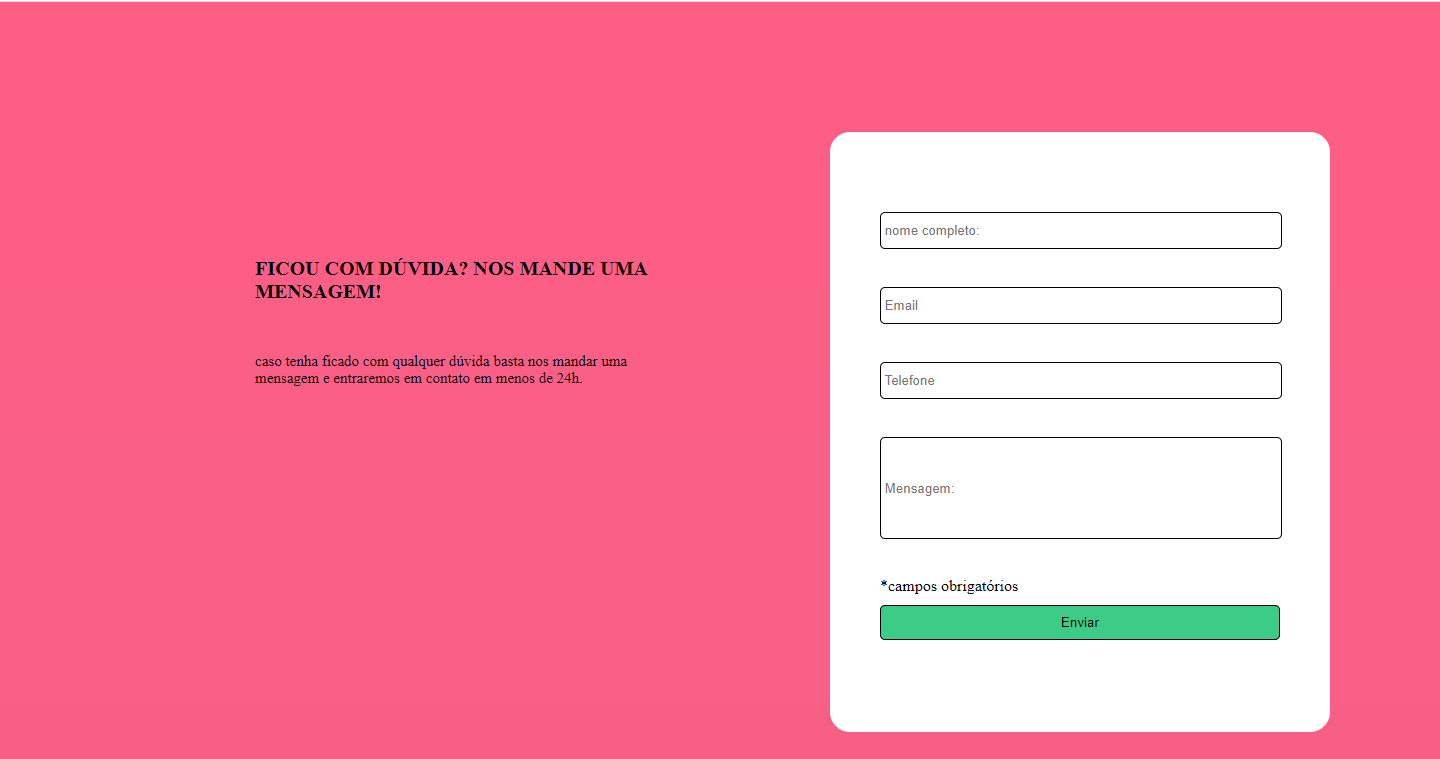 FICOU COM DÚVIDA? NOS MANDE UMA
MENSAGEM!
caso tenha ficado com qualquer dúvida basta nos mandar uma
mensagem e entraremos em contato em menos de 24h.
nome completo:
Email
Telefone
Mensagem:
*campos obrigatórios
Enviar